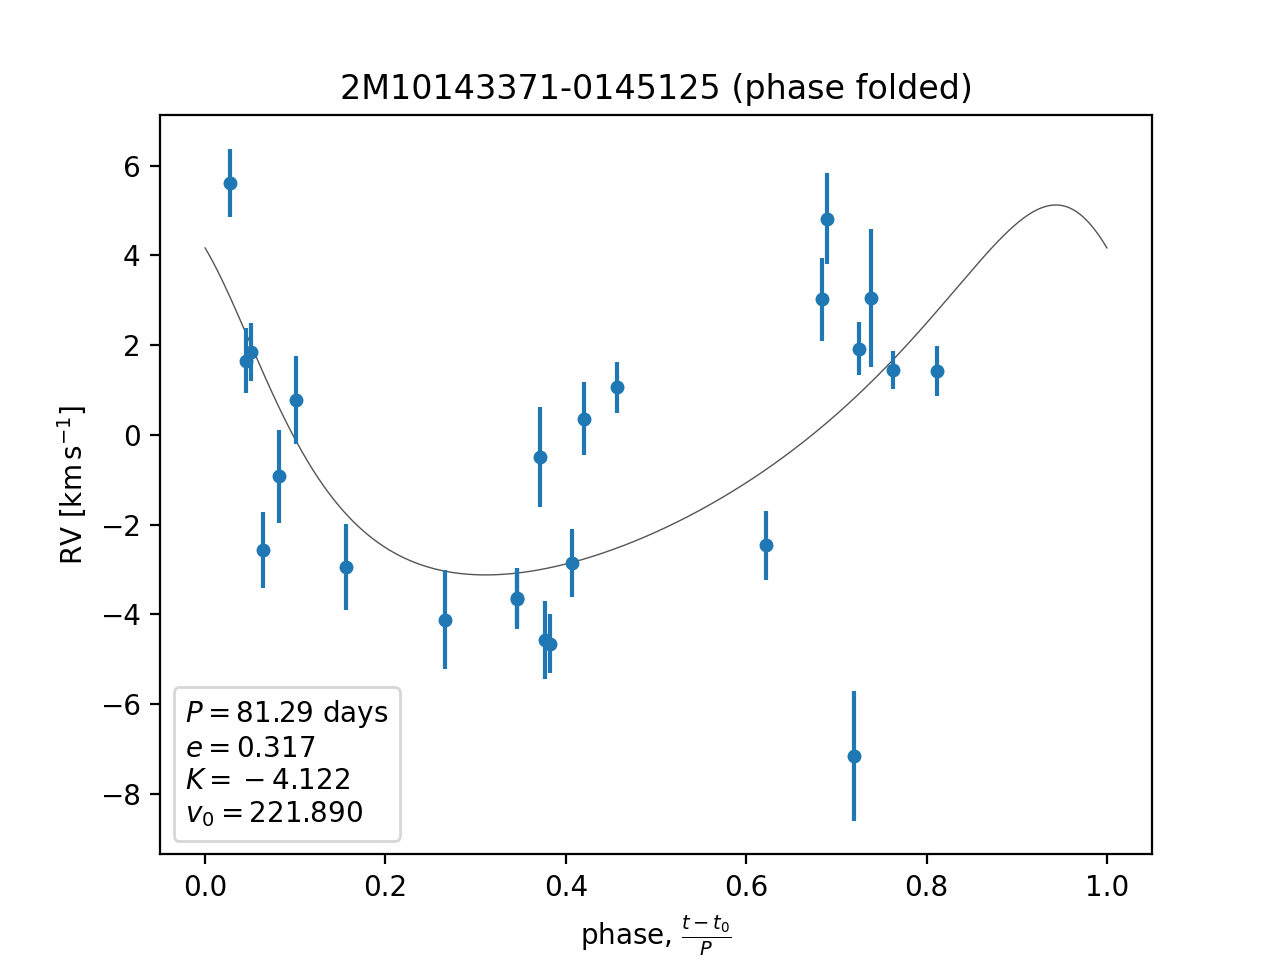 2M10143371-0145125 (phase folded)
6
4
2
0
−2
−4
−6
−8
RV [km s⁻¹]
P = 81.29 days
e = 0.317
K = −4.122
v₀ = 221.890
0.0 0.2 0.4 0.6 0.8 1.0
phase, (t − t₀)/P